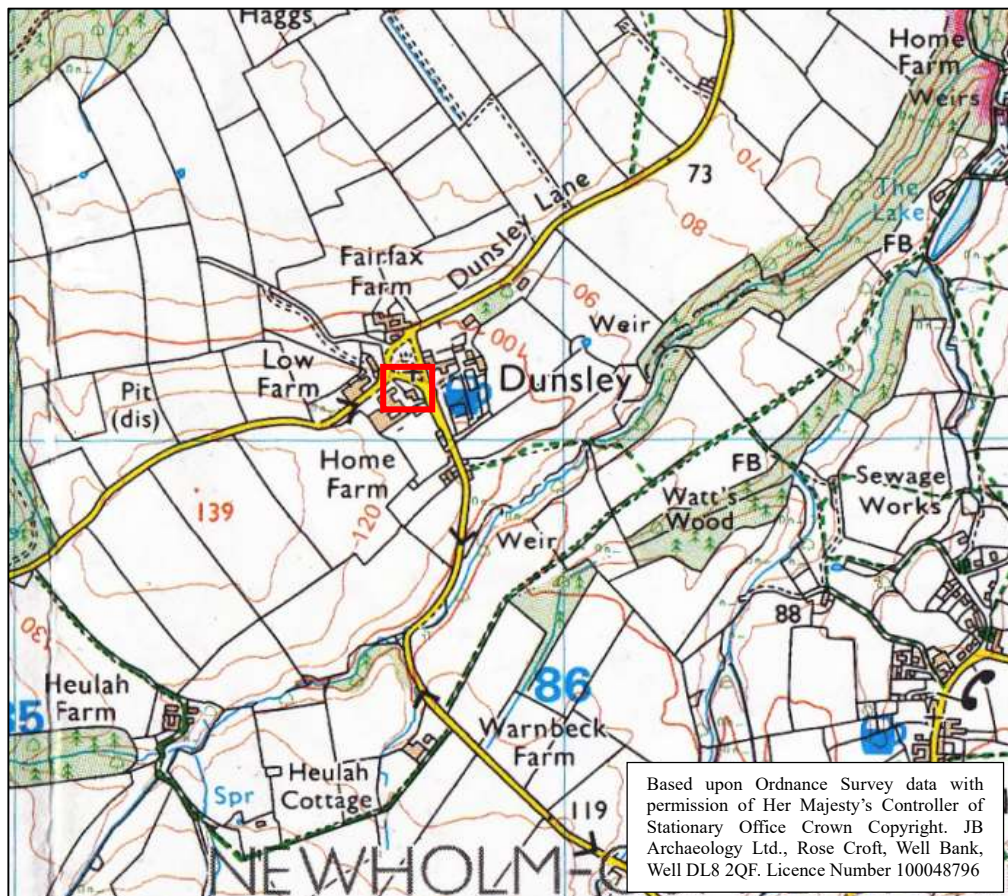 Haggs
Home
Farm
Weirs
73
70
80
The
Lake
FB
Dunsley Lane
Fairfax
Farm
90
100
Weir
Low
Farm
Dunsley
Pit
(dis)
Home
Farm
FB
Sewage
Works
139
120
Watt's
Wood
Weir
130
88
Heulah
Farm
86
35
Warnbeck
Farm
Heulah
Cottage
Spr
119
NEWHOLM-
Based upon Ordnance Survey data with
permission of Her Majesty's Controller of
Stationary Office Crown Copyright. JB
Archaeology Ltd., Rose Croft, Well Bank,
Well DL8 2QF. Licence Number 100048796